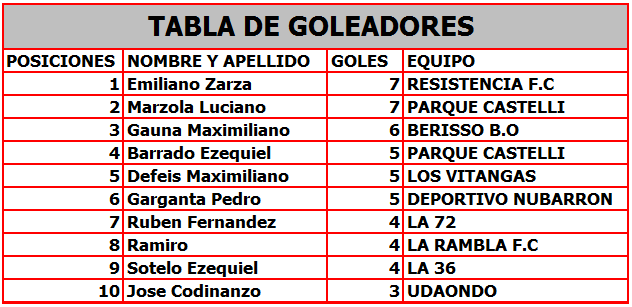 TABLA DE GOLEADORES
POSICIONES NOMBRE Y APELLIDO GOLES EQUIPO
1 Emiliano Zarza 7 RESISTENCIA F.C
2 Marzola Luciano 7 PARQUE CASTELLI
3 Gauna Maximiliano 6 BERISSO B.O
4 Barrado Ezequiel 5 PARQUE CASTELLI
5 Defeis Maximiliano 5 LOS VITANGAS
6 Garganta Pedro 5 DEPORTIVO NUBARRON
7 Ruben Fernandez 4 LA 72
8 Ramiro 4 LA RAMBLA F.C
9 Sotelo Ezequiel 4 LA 36
10 Jose Codinanzo 3 UDAONDO